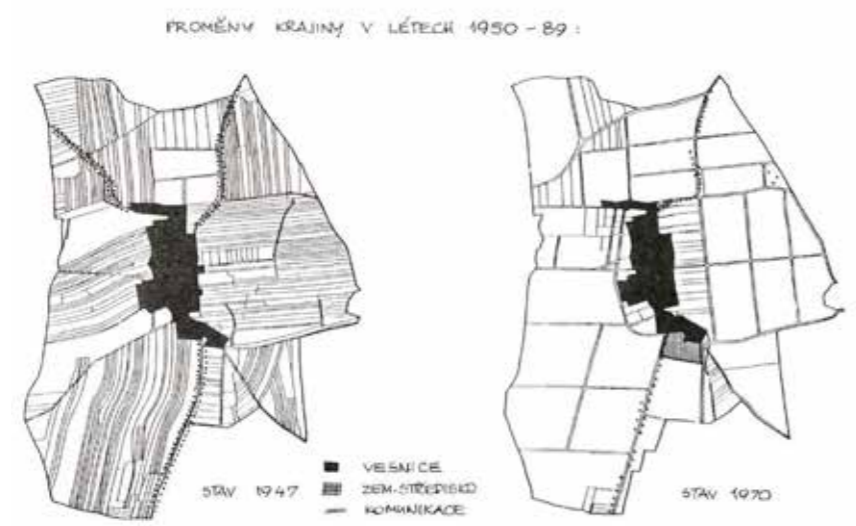 PROMĚNY KRAJINY V LÉTECH 1950 - 89 :
VESNICE
ZEM. STŘEDISKO
KOMUNIKACE
STAV 1947
STAV 1970